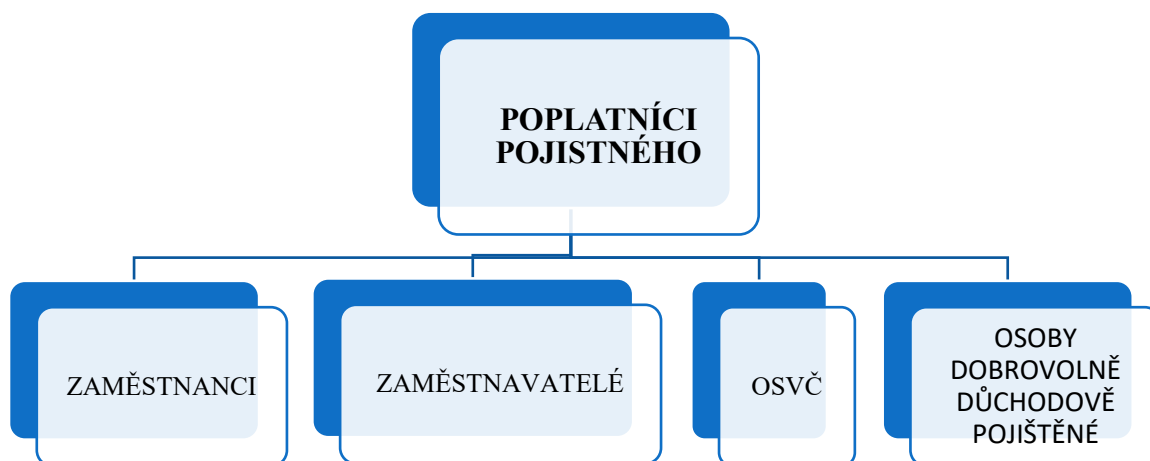 POPLATNÍCI
POJISTNÉHO
ZAMĚSTNANCI
ZAMĚSTNAVATELÉ
OSVČ
OSOBY
DOBROVOLNĚ
DŮCHODOVĚ
POJIŠTĚNÉ